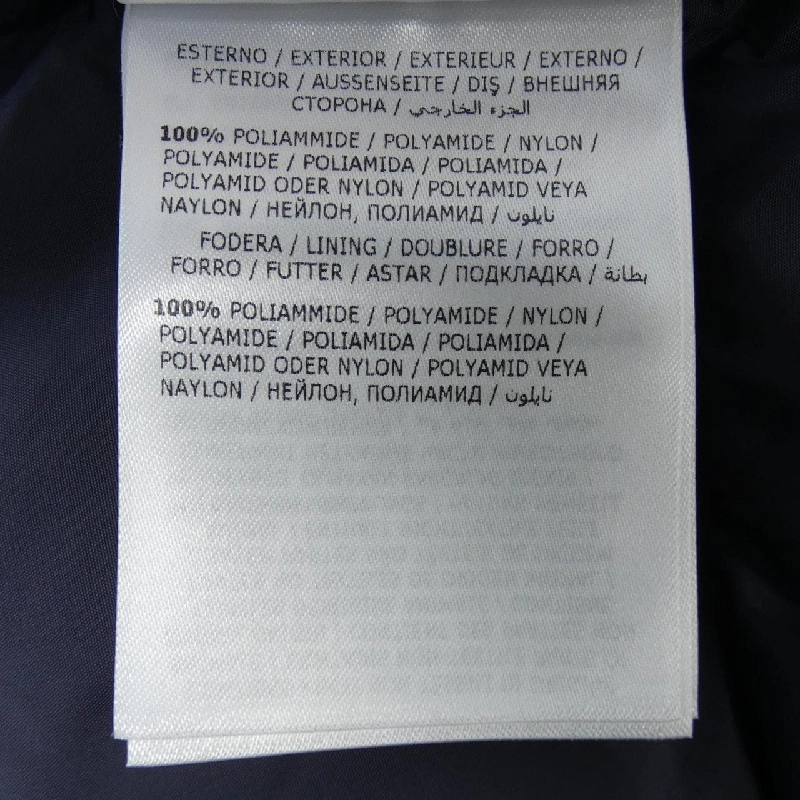 ESTERNO / EXTERIOR / EXTERIEUR / EXTERNO /
EXTERIOR / AUSSENSEITE / DIŞ / ВНЕШНЯЯ
СТОРОНА / الجزء الخارجي
100% POLIAMMIDE / POLYAMIDE / NYLON /
POLYAMIDE / POLIAMIDA / POLIAMIDA /
POLYAMID ODER NYLON / POLYAMID VEYA
NAYLON / НЕЙЛОН, ПОЛИАМИД / نايلون
FODERA / LINING / DOUBLURE / FORRO /
FORRO / FUTTER / ASTAR / ПОДКЛАДКА / بطانة
100% POLIAMMIDE / POLYAMIDE / NYLON /
POLYAMIDE / POLIAMIDA / POLIAMIDA /
POLYAMID ODER NYLON / POLYAMID VEYA
NAYLON / НЕЙЛОН, ПОЛИАМИД / نايلون